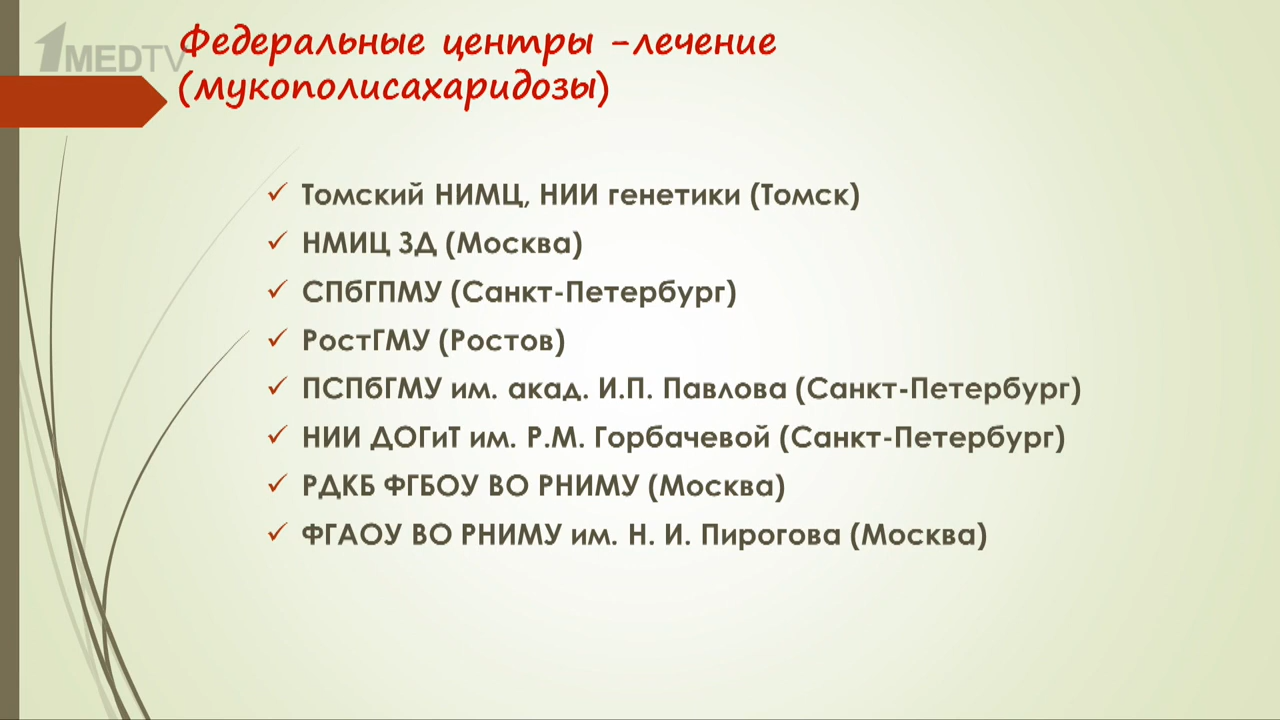 1MEDTV
Федеральные центры –лечение
(мукополисахаридозы)
Томский НИМЦ, НИИ генетики (Томск)
НМИЦ ЗД (Москва)
СПбГПМУ (Санкт-Петербург)
РостГМУ (Ростов)
ПСПбГМУ им. акад. И.П. Павлова (Санкт-Петербург)
НИИ ДОГиТ им. Р.М. Горбачевой (Санкт-Петербург)
РДКБ ФГБОУ ВО РНИМУ (Москва)
ФГАОУ ВО РНИМУ им. Н. И. Пирогова (Москва)